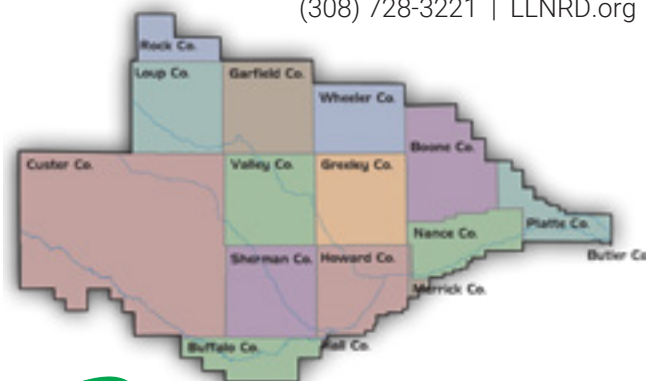 (308) 728-3221 | LLNRD.org
Rock Co.
Loup Co.
Garfield Co.
Wheeler Co.
Boone Co.
Custer Co.
Valley Co.
Greeley Co.
Platte Co.
Nance Co.
Butler Co
Sherman Co.
Howard Co.
Merrick Co.
Buffalo Co.
Hall Co.